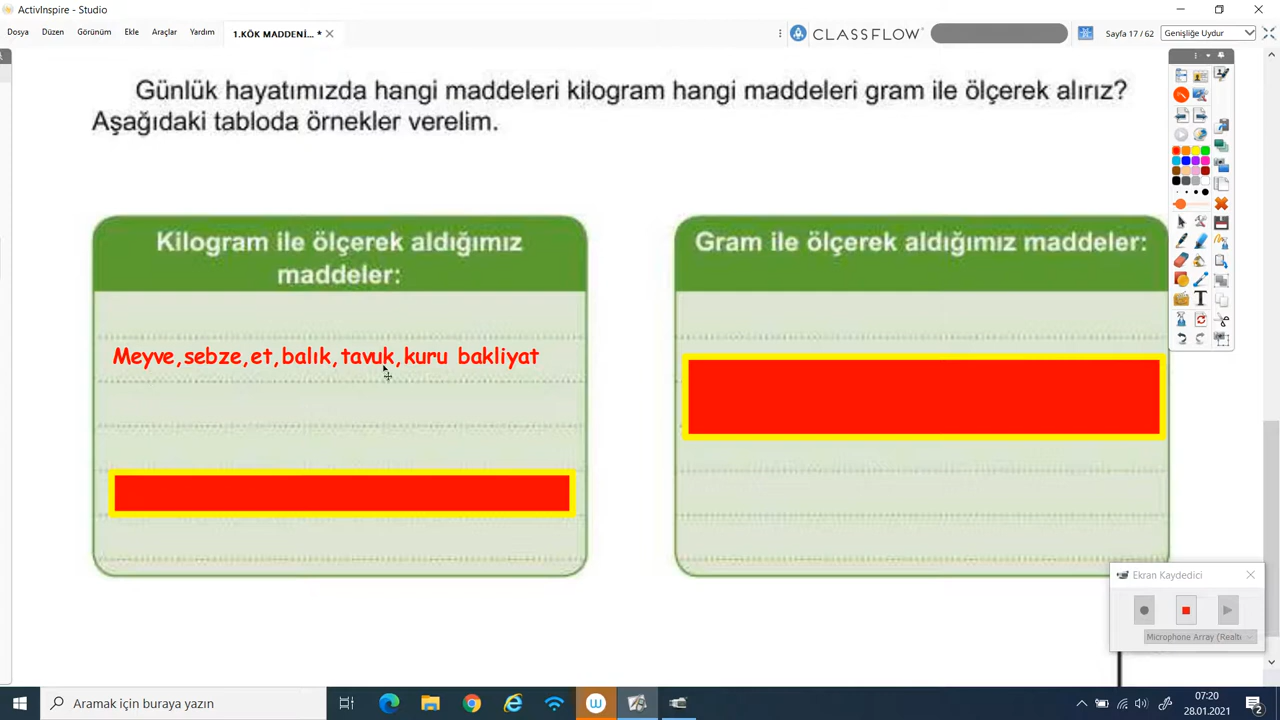 ActivInspire - Studio
Dosya Düzen Görünüm Ekle Araçlar Yardım
1.KÖK MADDENİ... *
CLASSFLOW
Sayfa 17 / 62
Genişliğe Uydur
Günlük hayatımızda hangi maddeleri kilogram hangi maddeleri gram ile ölçerek alırız?
Aşağıdaki tabloda örnekler verelim.
Kilogram ile ölçerek aldığımız
maddeler:
Meyve,sebze,et,balık,tavuk,kuru bakliyat
Gram ile ölçerek aldığımız maddeler:
Ekran Kaydedici
Microphone Array (Realte
Aramak için buraya yazın
07:20
28.01.2021
2